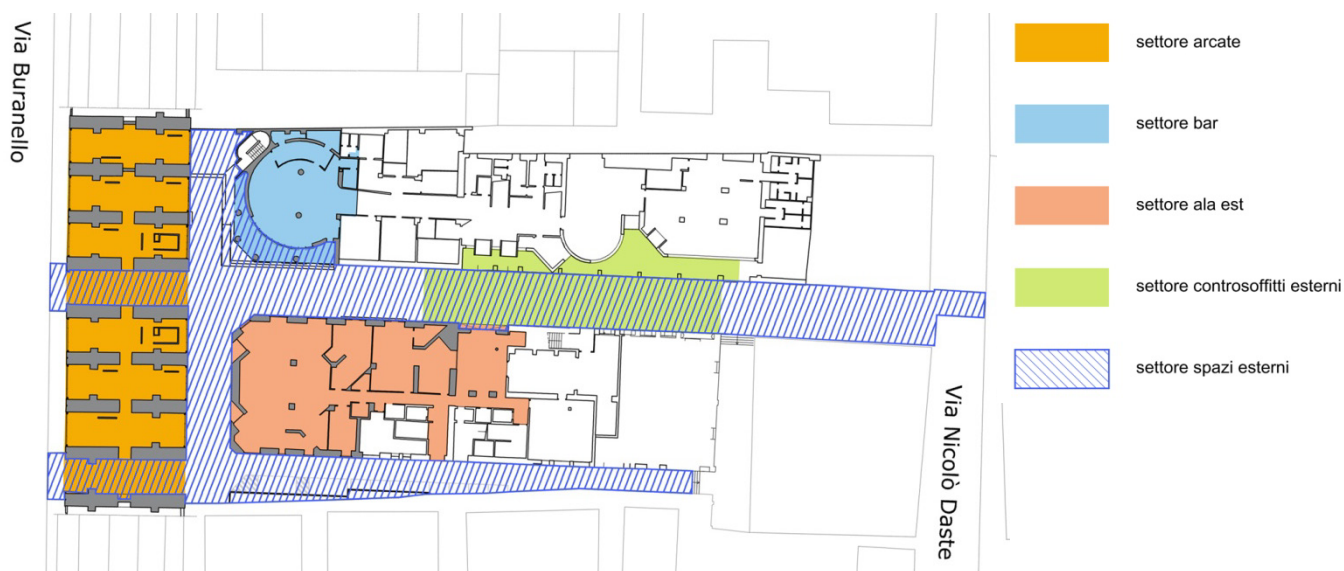 Via Buranello
settore arcate
settore bar
settore ala est
settore controsoffitti esterni
settore spazi esterni
Via Nicolò Daste